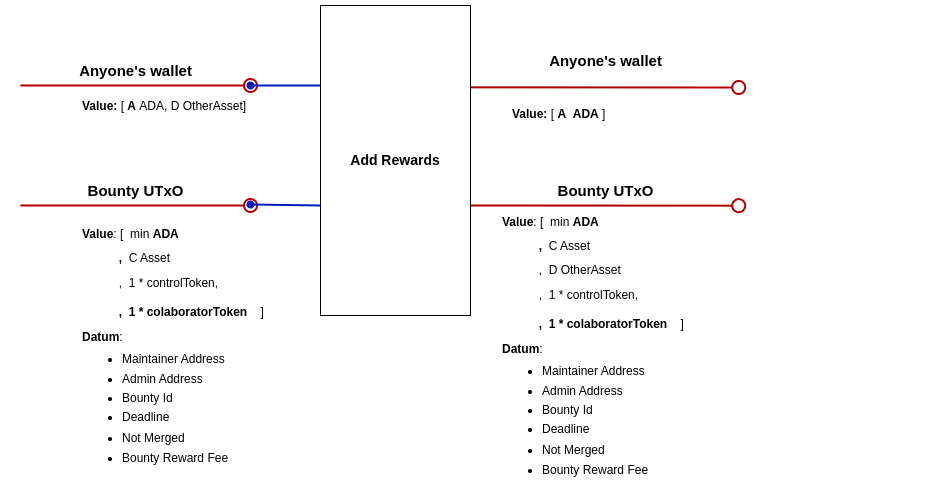 Anyone's wallet
Value: [ A ADA, D OtherAsset]
Bounty UTxO
Value: [ min ADA
, C Asset
, 1 * controlToken,
, 1 * colaboratorToken ]
Datum:
• Maintainer Address
• Admin Address
• Bounty Id
• Deadline
• Not Merged
• Bounty Reward Fee
Add Rewards
Anyone's wallet
Value: [ A ADA ]
Bounty UTxO
Value: [ min ADA
, C Asset
, D OtherAsset
, 1 * controlToken,
, 1 * colaboratorToken ]
Datum:
• Maintainer Address
• Admin Address
• Bounty Id
• Deadline
• Not Merged
• Bounty Reward Fee